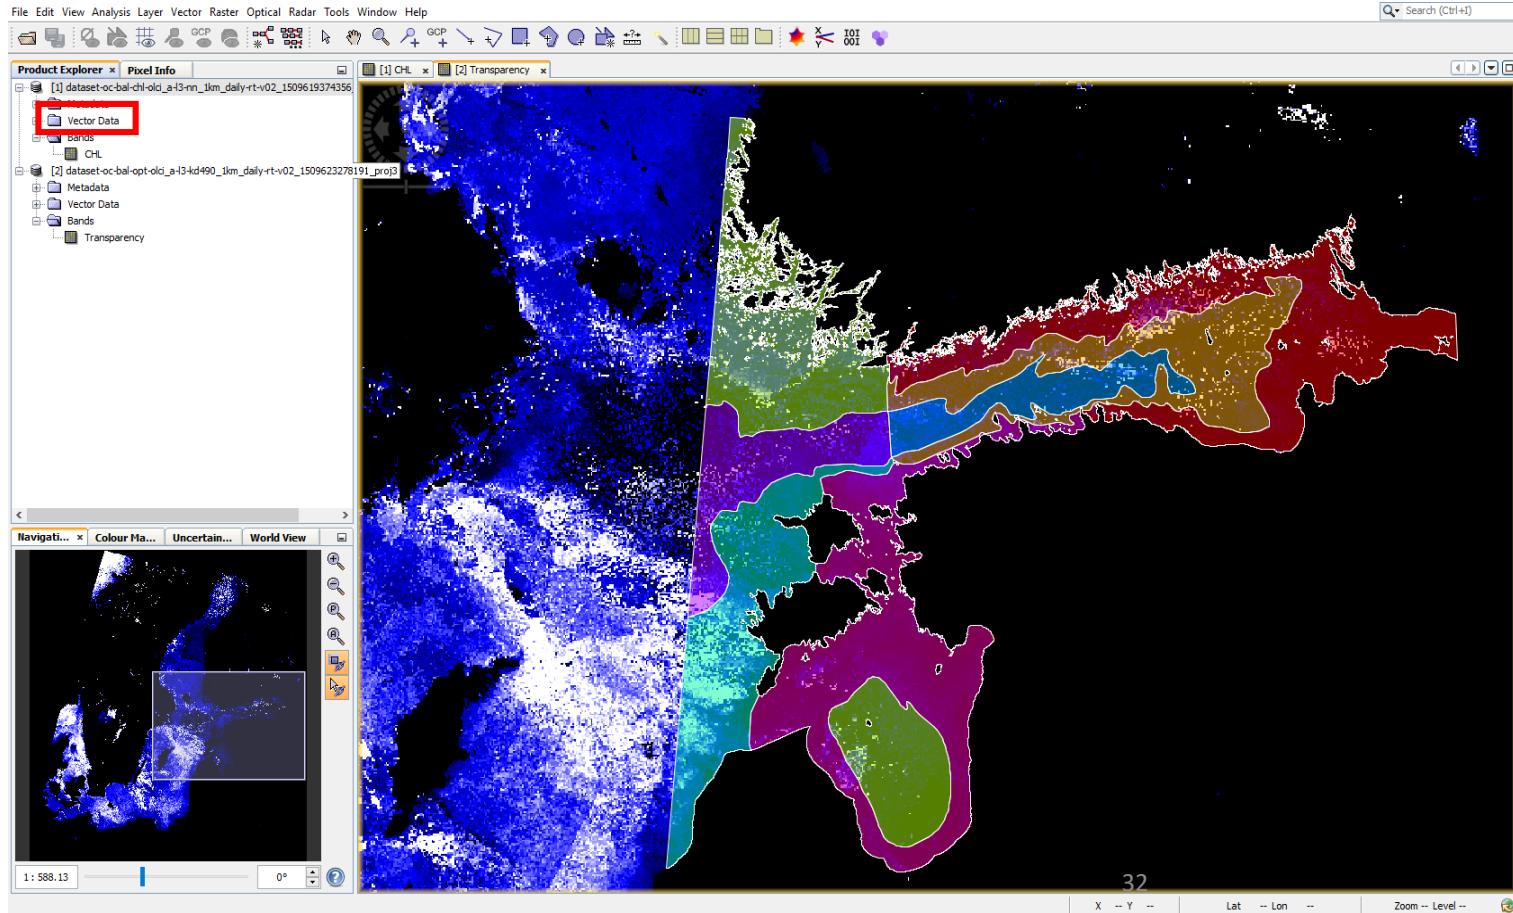 File Edit View Analysis Layer Vector Raster Optical Radar Tools Window Help
Search (Ctrl+I)
GCP
GCP
Product Explorer × Pixel Info
[1] CHL × [2] Transparency ×
[1] dataset-oc-bal-chl-olci_a-l3-nn_1km_daily-rt-v02_1509619374356
Metadata
Vector Data
Bands
CHL
[2] dataset-oc-bal-opt-olci_a-l3-kd490_1km_daily-rt-v02_1509623278191_proj3
Metadata
Vector Data
Bands
Transparency
Navigati... × Colour Ma... Uncertain... World View
1 : 588.13
0°
32
X -- Y -- Lat -- Lon -- Zoom -- Level --